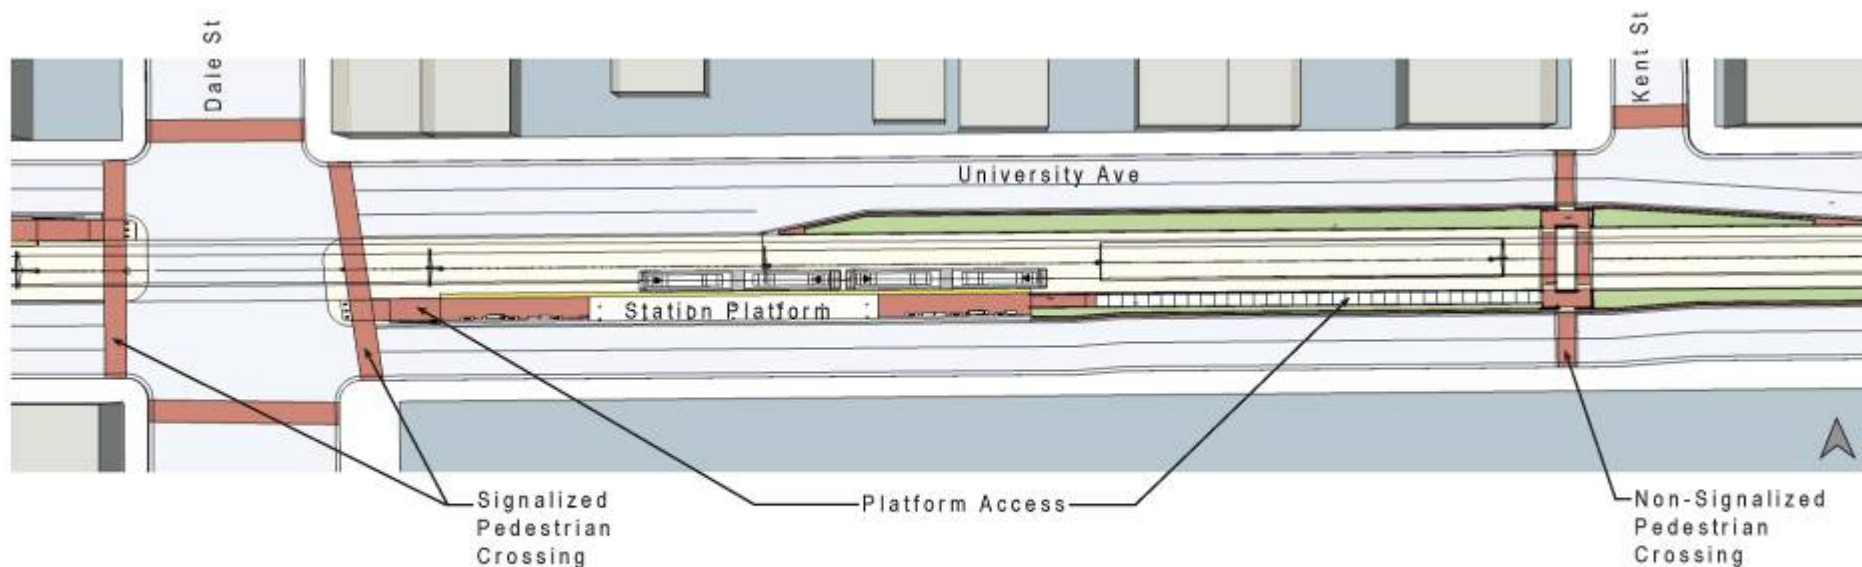 Dale St
Kent St
University Ave
Station Platform
Signalized
Pedestrian
Crossing
Platform Access
Non-Signalized
Pedestrian
Crossing